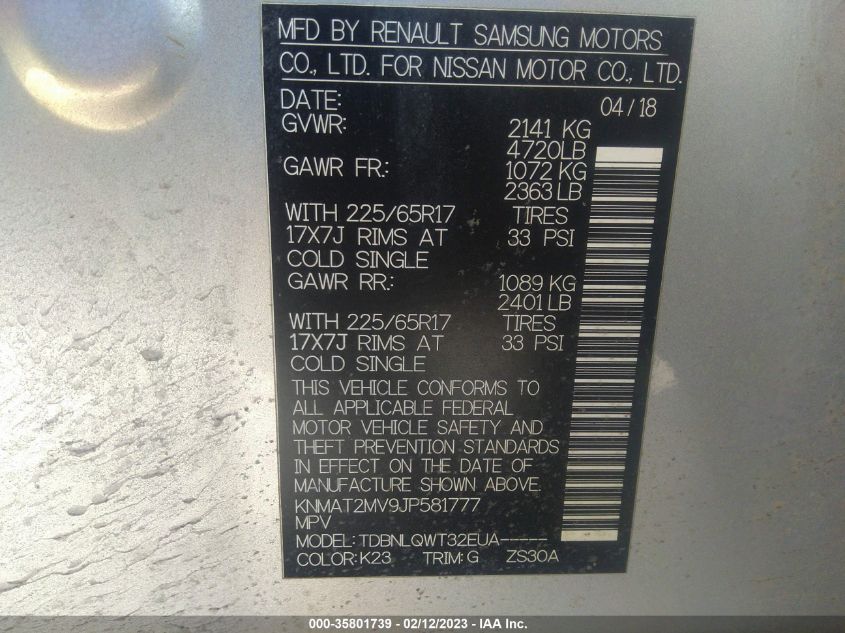 MFD BY RENAULT SAMSUNG MOTORS
CO., LTD. FOR NISSAN MOTOR CO., LTD.
DATE: 04/18
GVWR: 2141 KG
4720LB
GAWR FR.: 1072 KG
2363 LB
WITH 225/65R17 TIRES
17X7J RIMS AT 33 PSI
COLD SINGLE
GAWR RR.: 1089 KG
2401 LB
WITH 225/65R17 TIRES
17X7J RIMS AT 33 PSI
COLD SINGLE
THIS VEHICLE CONFORMS TO
ALL APPLICABLE FEDERAL
MOTOR VEHICLE SAFETY AND
THEFT PREVENTION STANDARDS
IN EFFECT ON THE DATE OF
MANUFACTURE SHOWN ABOVE.
KNMAT2MV9JP581777
MPV
MODEL: TDBNLQWT32EUA-----
COLOR: K23 TRIM: G ZS30A
000-35801739 - 02/12/2023 - IAA Inc.